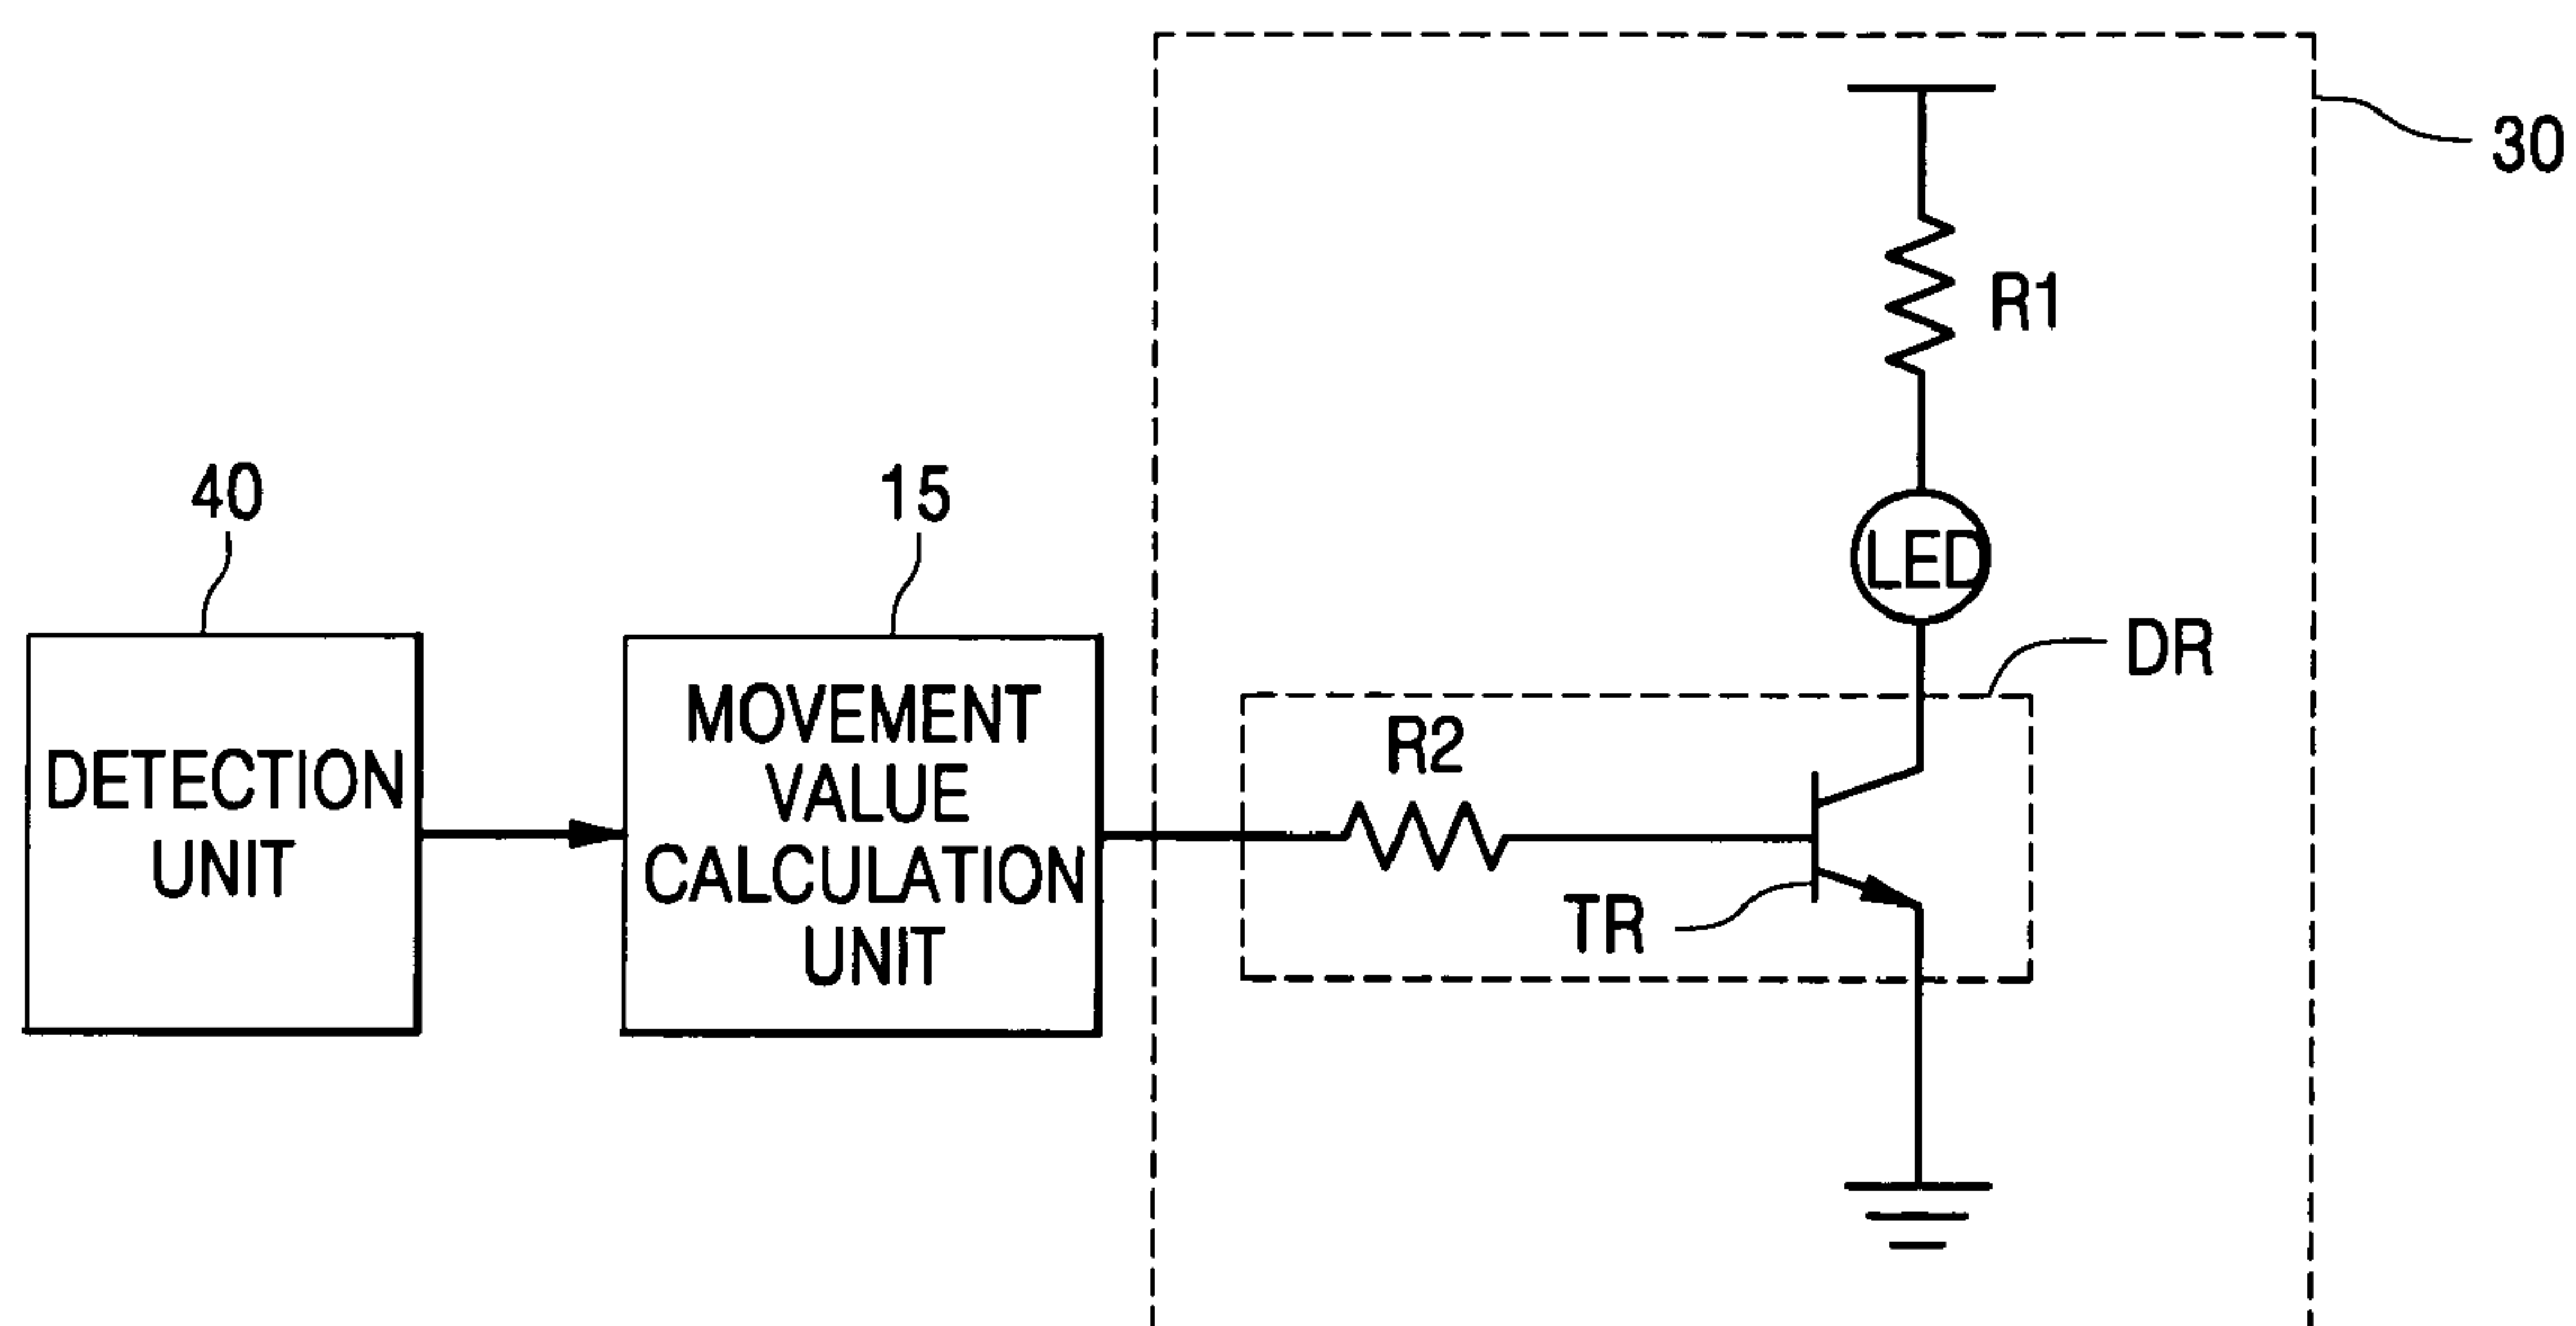 30
R1
LED
40
15
DR
DETECTION
UNIT
MOVEMENT
VALUE
CALCULATION
UNIT
R2
TR